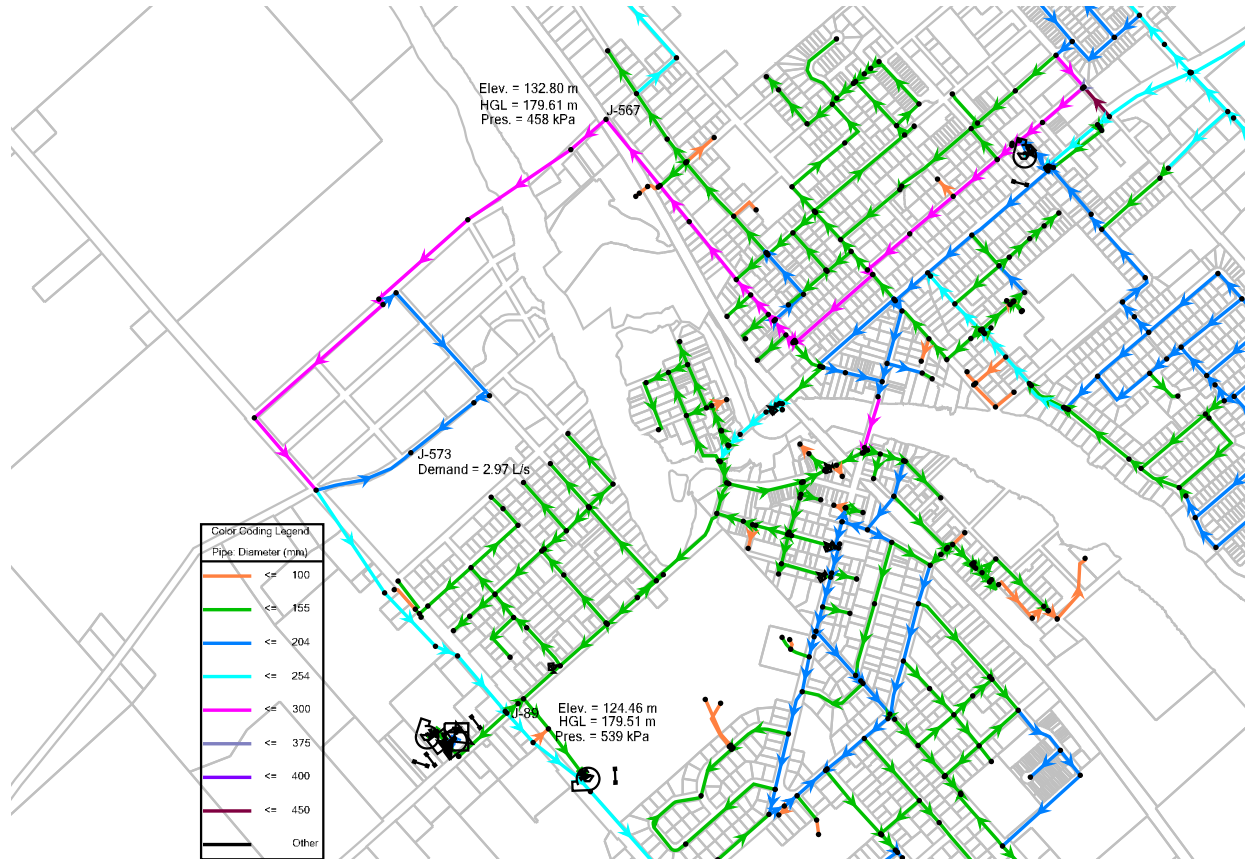 Elev. = 132.80 m
HGL = 179.61 m
Pres. = 458 kPa
J-567
J-573
Demand = 2.97 L/s
Color Coding Legend
Pipe: Diameter (mm)
<= 100
<= 155
<= 204
<= 254
<= 300
<= 375
<= 400
<= 450
Other
Elev. = 124.46 m
HGL = 179.51 m
Pres. = 539 kPa
J-89